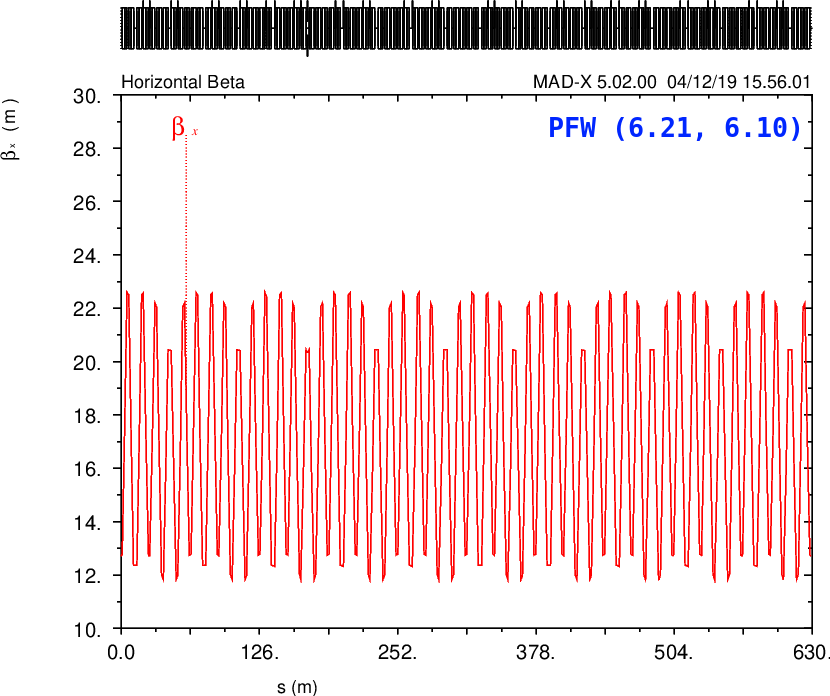 Horizontal Beta MAD-X 5.02.00 04/12/19 15.56.01
βx (m)
βx
PFW (6.21, 6.10)
30.
28.
26.
24.
22.
20.
18.
16.
14.
12.
10.
0.0 126. 252. 378. 504. 630.
s (m)